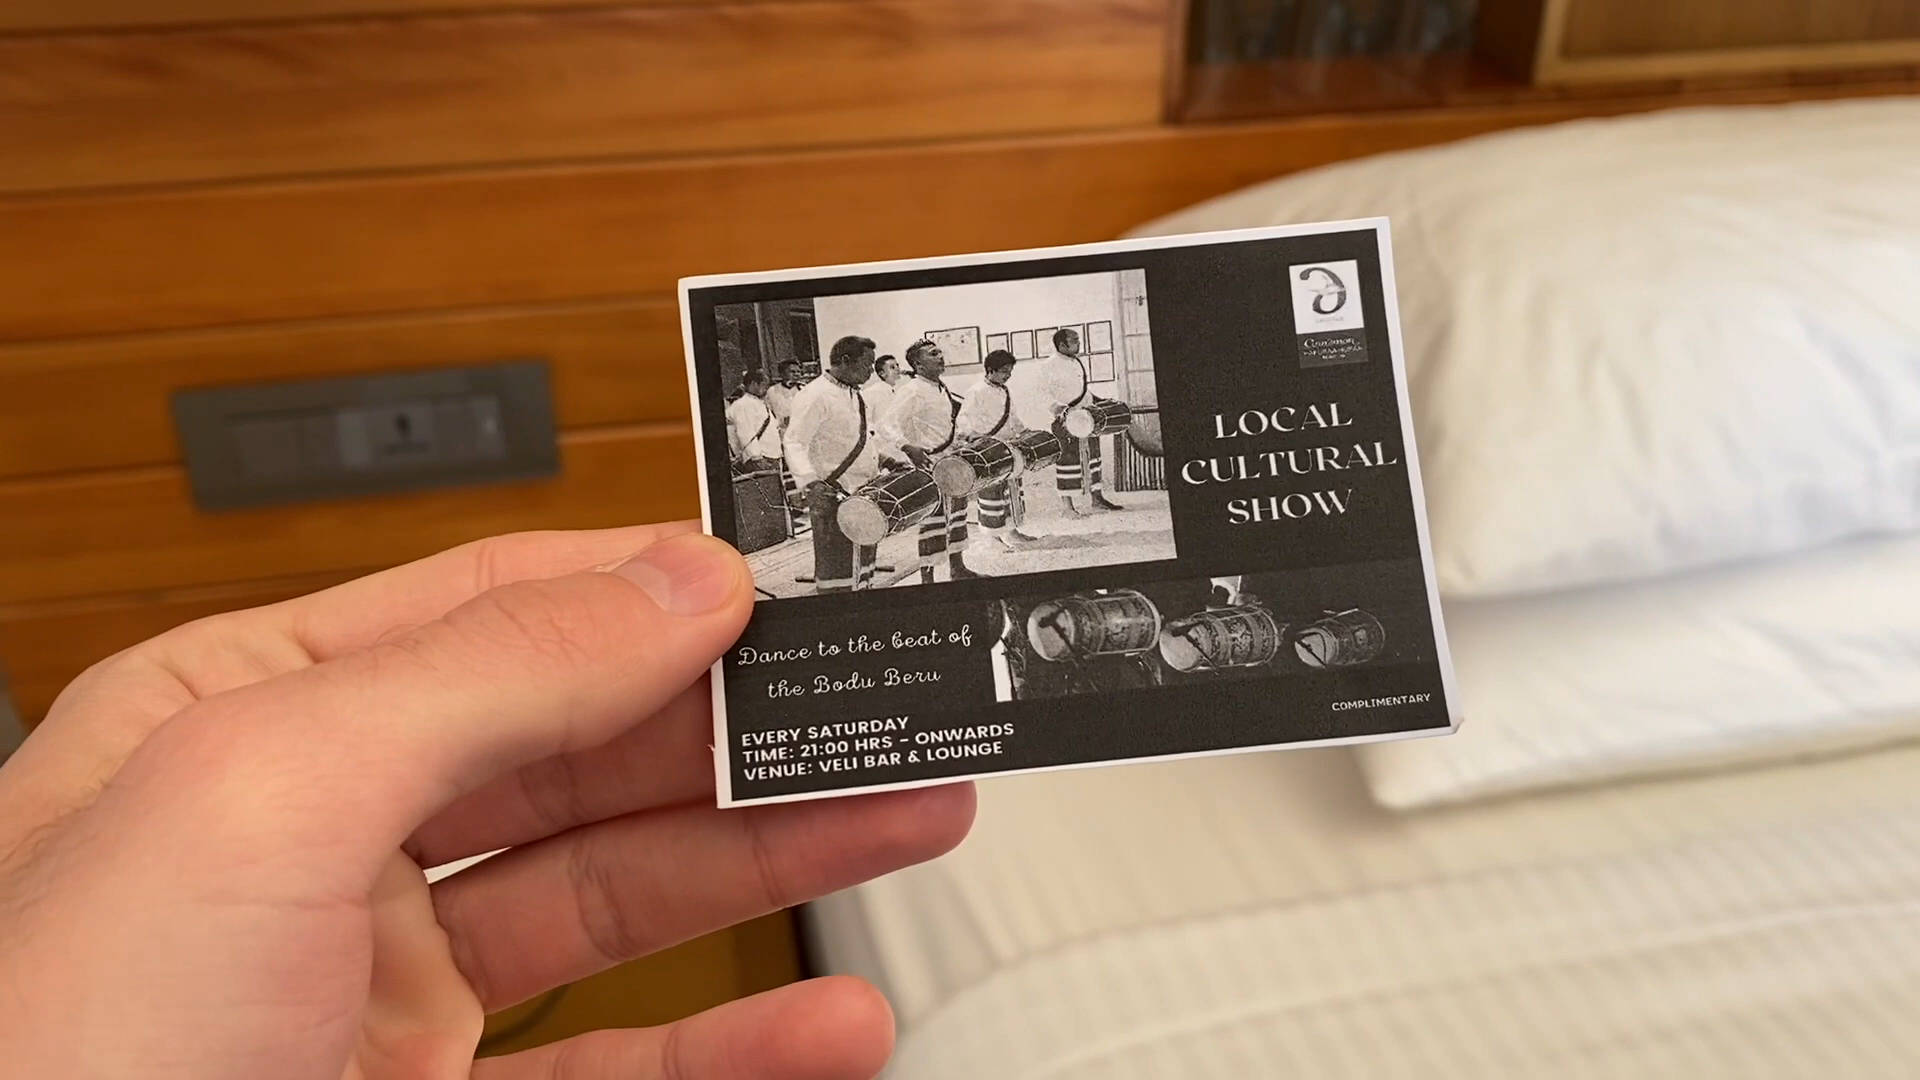 Cinnamon
LOCAL
CULTURAL
SHOW
Dance to the beat of
the Bodu Beru
COMPLIMENTARY
EVERY SATURDAY
TIME: 21:00 HRS - ONWARDS
VENUE: VELI BAR & LOUNGE